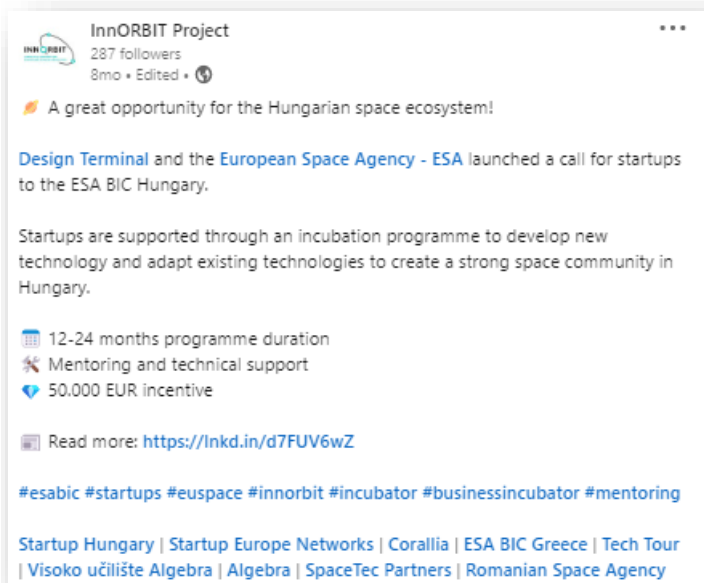 INNORBIT
InnORBIT Project
287 followers
8mo • Edited •
A great opportunity for the Hungarian space ecosystem!
Design Terminal and the European Space Agency - ESA launched a call for startups
to the ESA BIC Hungary.
Startups are supported through an incubation programme to develop new
technology and adapt existing technologies to create a strong space community in
Hungary.
12-24 months programme duration
Mentoring and technical support
50.000 EUR incentive
Read more: https://lnkd.in/d7FUV6wZ
#esabic #startups #euspace #innorbit #incubator #businessincubator #mentoring
Startup Hungary | Startup Europe Networks | Corallia | ESA BIC Greece | Tech Tour
| Visoko učilište Algebra | Algebra | SpaceTec Partners | Romanian Space Agency